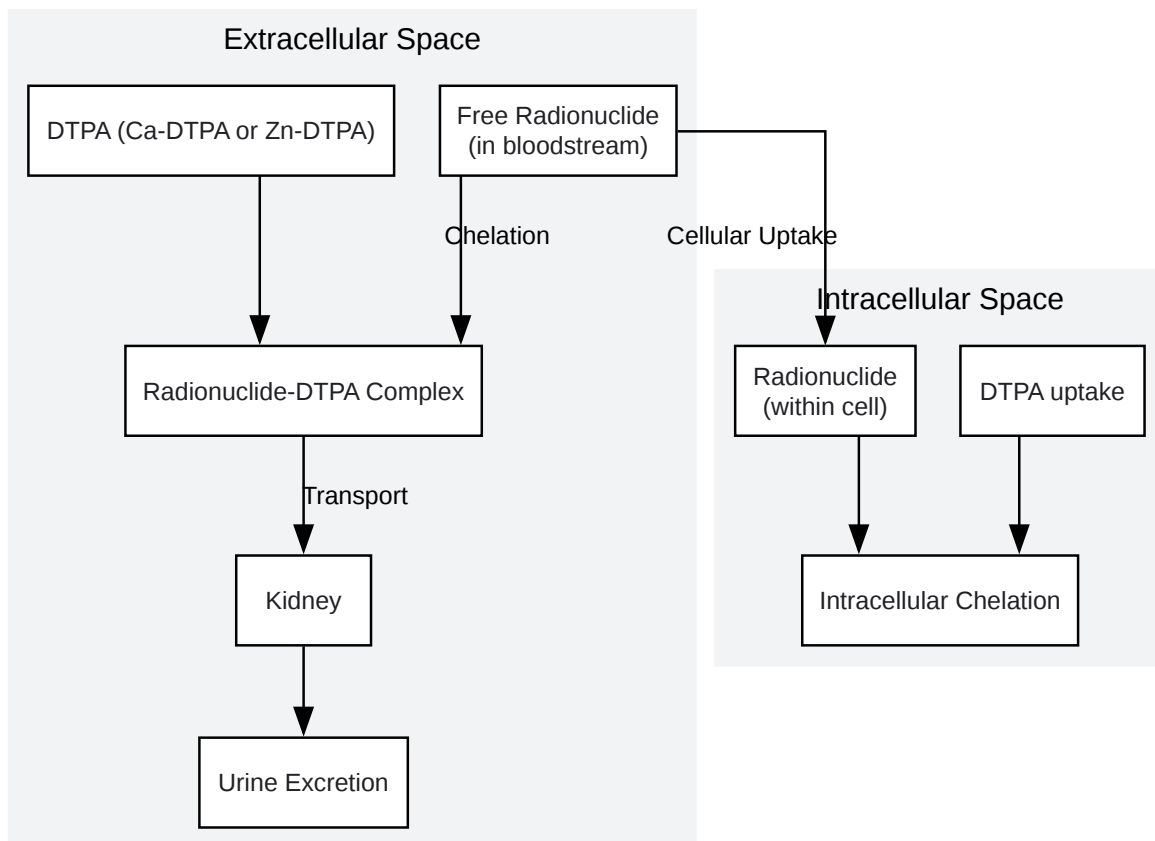 Extracellular Space
DTPA (Ca-DTPA or Zn-DTPA)
Free Radionuclide
(in bloodstream)
Chelation
Cellular Uptake
Intracellular Space
Radionuclide-DTPA Complex
Radionuclide
(within cell)
DTPA uptake
Transport
Kidney
Intracellular Chelation
Urine Excretion